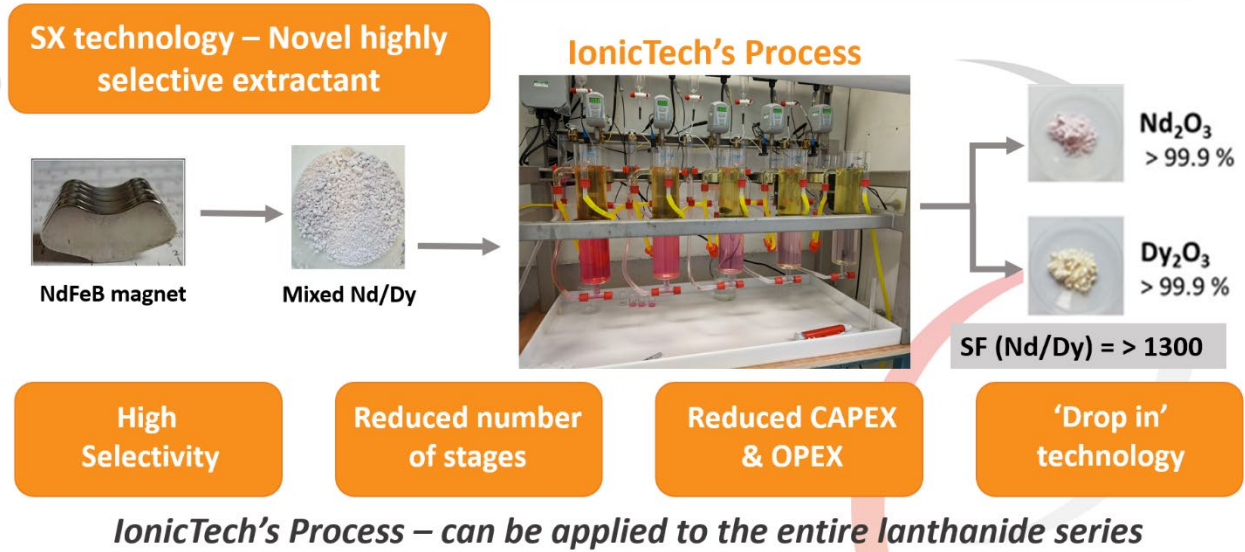 SX technology – Novel highly
selective extractant
IonicTech’s Process
NdFeB magnet
Mixed Nd/Dy
Nd₂O₃
> 99.9 %
Dy₂O₃
> 99.9 %
SF (Nd/Dy) = > 1300
High
Selectivity
Reduced number
of stages
Reduced CAPEX
& OPEX
‘Drop in’
technology
IonicTech’s Process – can be applied to the entire lanthanide series